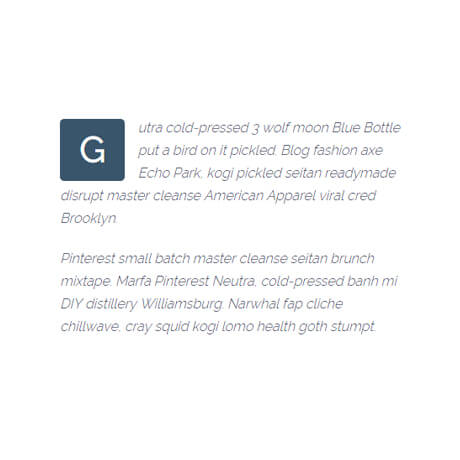 Gutra cold-pressed 3 wolf moon Blue Bottle
put a bird on it pickled. Blog fashion axe
Echo Park, kogi pickled seitan readymade
disrupt master cleanse American Apparel viral cred
Brooklyn.
Pinterest small batch master cleanse seitan brunch
mixtape. Marfa Pinterest Neutra, cold-pressed banh mi
DIY distillery Williamsburg. Narwhal fap cliche
chillwave, cray squid kogi lomo health goth stumpt.